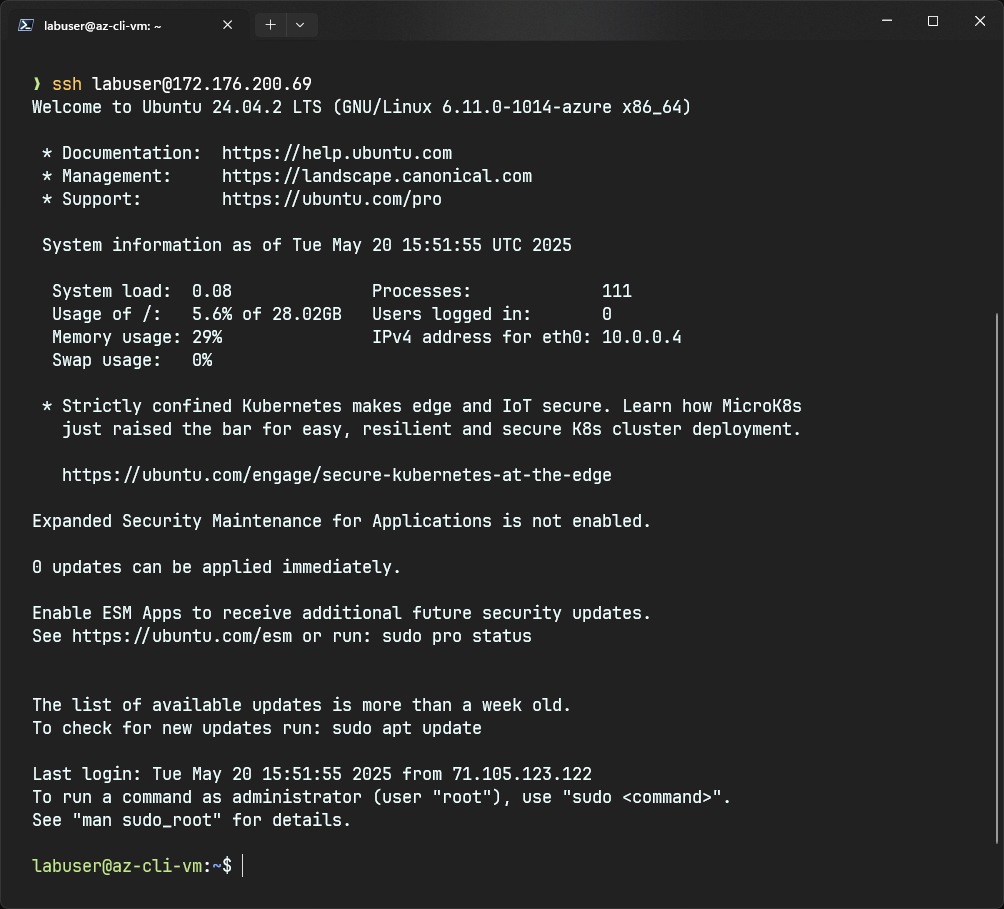 labuser@az-cli-vm: ~
❯ ssh labuser@172.176.200.69
Welcome to Ubuntu 24.04.2 LTS (GNU/Linux 6.11.0-1014-azure x86_64)
* Documentation:  https://help.ubuntu.com
* Management:     https://landscape.canonical.com
* Support:        https://ubuntu.com/pro
System information as of Tue May 20 15:51:55 UTC 2025
System load:  0.08              Processes:             111
Usage of /:   5.6% of 28.02GB   Users logged in:       0
Memory usage: 29%               IPv4 address for eth0: 10.0.0.4
Swap usage:   0%
* Strictly confined Kubernetes makes edge and IoT secure. Learn how MicroK8s
just raised the bar for easy, resilient and secure K8s cluster deployment.
https://ubuntu.com/engage/secure-kubernetes-at-the-edge
Expanded Security Maintenance for Applications is not enabled.
0 updates can be applied immediately.
Enable ESM Apps to receive additional future security updates.
See https://ubuntu.com/esm or run: sudo pro status
The list of available updates is more than a week old.
To check for new updates run: sudo apt update
Last login: Tue May 20 15:51:55 2025 from 71.105.123.122
To run a command as administrator (user "root"), use "sudo <command>".
See "man sudo_root" for details.
labuser@az-cli-vm:~$